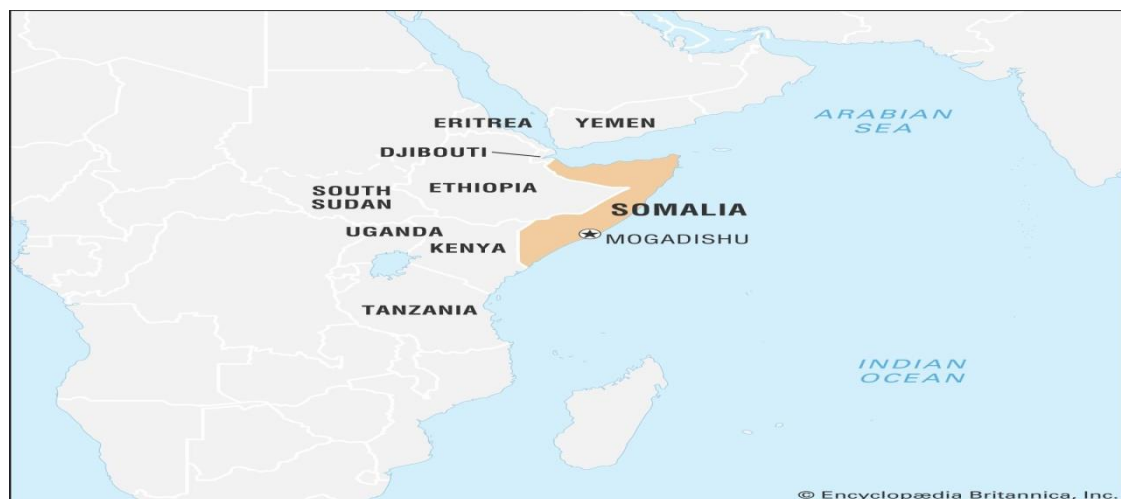 ERITREA
YEMEN
ARABIAN
SEA
DJIBOUTI
ETHIOPIA
SOUTH
SUDAN
SOMALIA
UGANDA
KENYA
MOGADISHU
TANZANIA
INDIAN
OCEAN
© Encyclopædia Britannica, Inc.